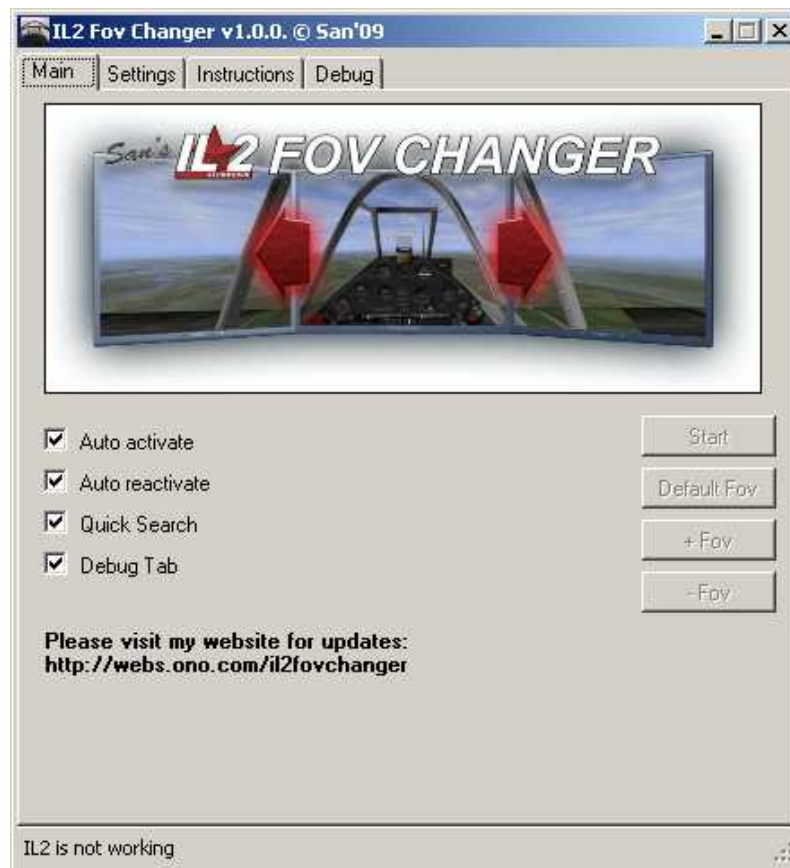 IL2 Fov Changer v1.0.0. © San'09
Main Settings Instructions Debug
San's IL2 FOV CHANGER
Auto activate
Start
Auto reactivate
Default Fov
Quick Search
+ Fov
Debug Tab
- Fov
Please visit my website for updates:
http://webs.ono.com/il2fovchanger
IL2 is not working